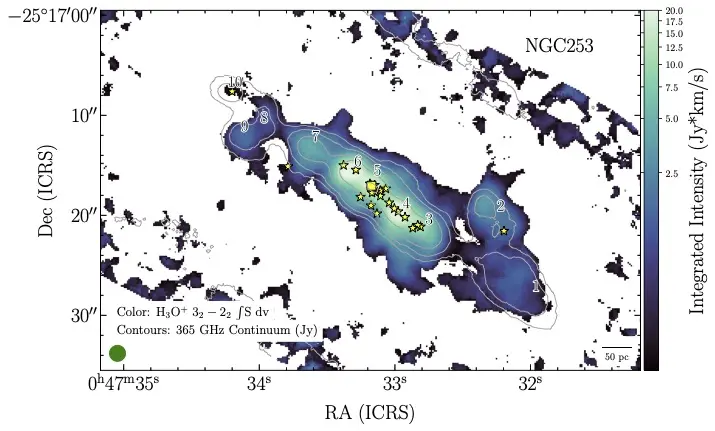 −25°17′00″
10″
20″
30″
Dec (ICRS)
NGC253
10
9
8
7
6
5
4
3
2
1
Color: H₃O⁺ 3₂ − 2₂ ∫S dv
Contours: 365 GHz Continuum (Jy)
50 pc
0ʰ47ᵐ35ˢ
34ˢ
33ˢ
32ˢ
RA (ICRS)
20.0
17.5
15.0
12.5
10.0
7.5
5.0
2.5
Integrated Intensity (Jy*km/s)